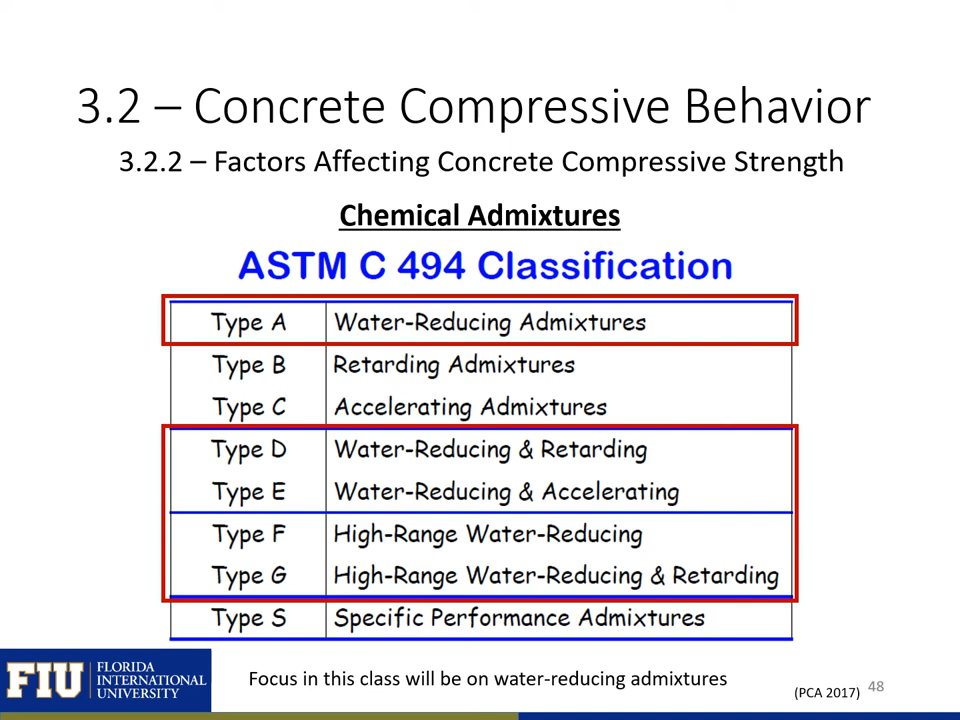 3.2 – Concrete Compressive Behavior
3.2.2 – Factors Affecting Concrete Compressive Strength
Chemical Admixtures
ASTM C 494 Classification
Type A Water-Reducing Admixtures
Type B Retarding Admixtures
Type C Accelerating Admixtures
Type D Water-Reducing & Retarding
Type E Water-Reducing & Accelerating
Type F High-Range Water-Reducing
Type G High-Range Water-Reducing & Retarding
Type S Specific Performance Admixtures
FIU
FLORIDA
INTERNATIONAL
UNIVERSITY
Focus in this class will be on water-reducing admixtures
(PCA 2017)
48